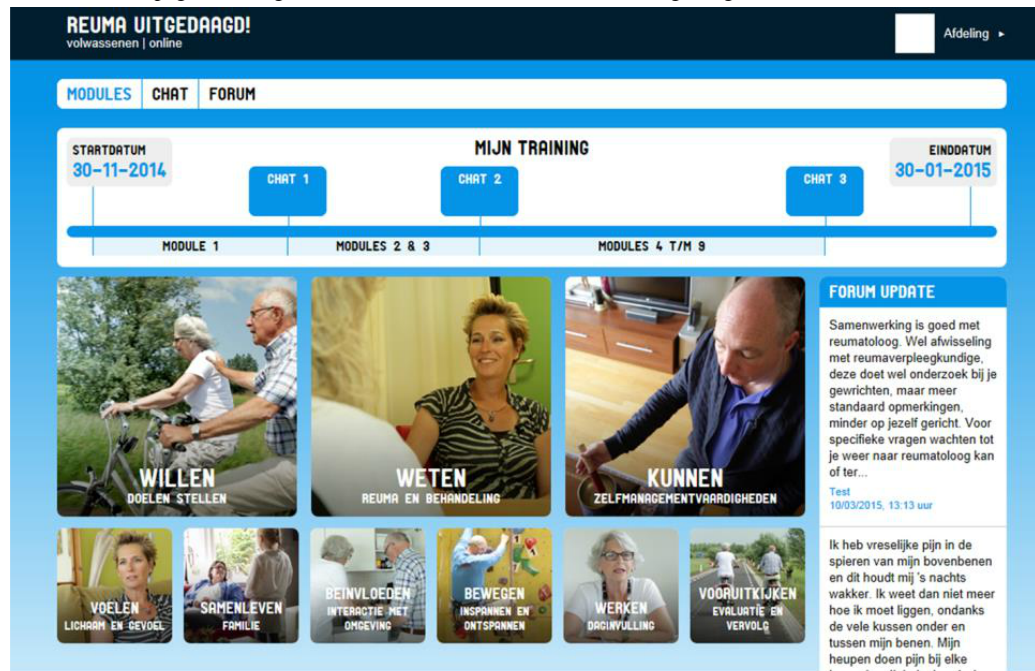 REUMA UITGEDAAGD!
volwassenen | online
Afdeling ▸
MODULES
CHAT
FORUM
MIJN TRAINING
STARTDATUM
30-11-2014
CHAT 1
CHAT 2
CHAT 3
EINDDATUM
30-01-2015
MODULE 1
MODULES 2 & 3
MODULES 4 T/M 9
WILLEN
DOELEN STELLEN
WETEN
REUMA EN BEHANDELING
KUNNEN
ZELFMANAGEMENTVAARDIGHEDEN
VOELEN
LICHAAM EN GEVOEL
SAMENLEVEN
FAMILIE
BEINVLOEDEN
INTERACTIE MET
OMGEVING
BEWEGEN
INSPANNEN EN
ONTSPANNEN
WERKEN
DAGINVULLING
VOORUITKIJKEN
EVALUATIE EN
VERVOLG
FORUM UPDATE
Samenwerking is goed met
reumatoloog. Wel afwisseling
met reumaverpleegkundige,
deze doet wel onderzoek bij je
gewrichten, maar meer
standaard opmerkingen,
minder op jezelf gericht. Voor
specifieke vragen wachten tot
je weer naar reumatoloog kan
of ter...
Test
10/03/2015, 13:13 uur
Ik heb vreselijke pijn in de
spieren van mijn bovenbenen
en dit houdt mij 's nachts
wakker. Ik weet dan niet meer
hoe ik moet liggen, ondanks
de vele kussen onder en
tussen mijn benen. Mijn
heupen doen pijn bij elke